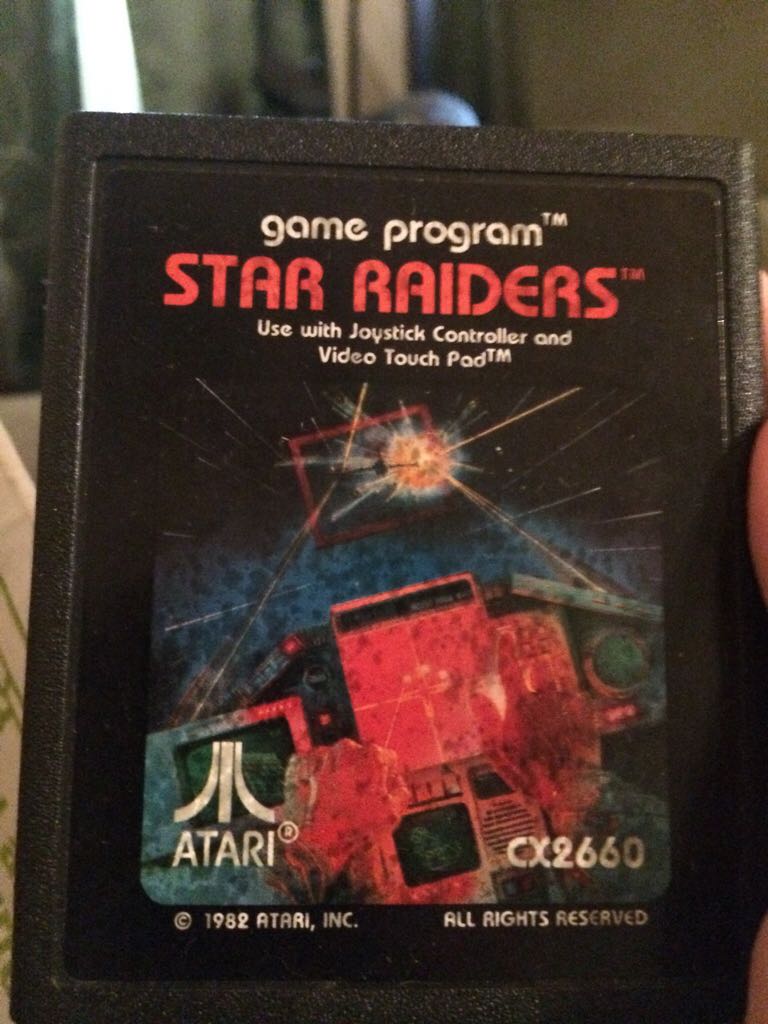 game program™
STAR RAIDERS™
Use with Joystick Controller and
Video Touch Pad™
ATARI®
CX2660
© 1982 ATARI, INC.
ALL RIGHTS RESERVED